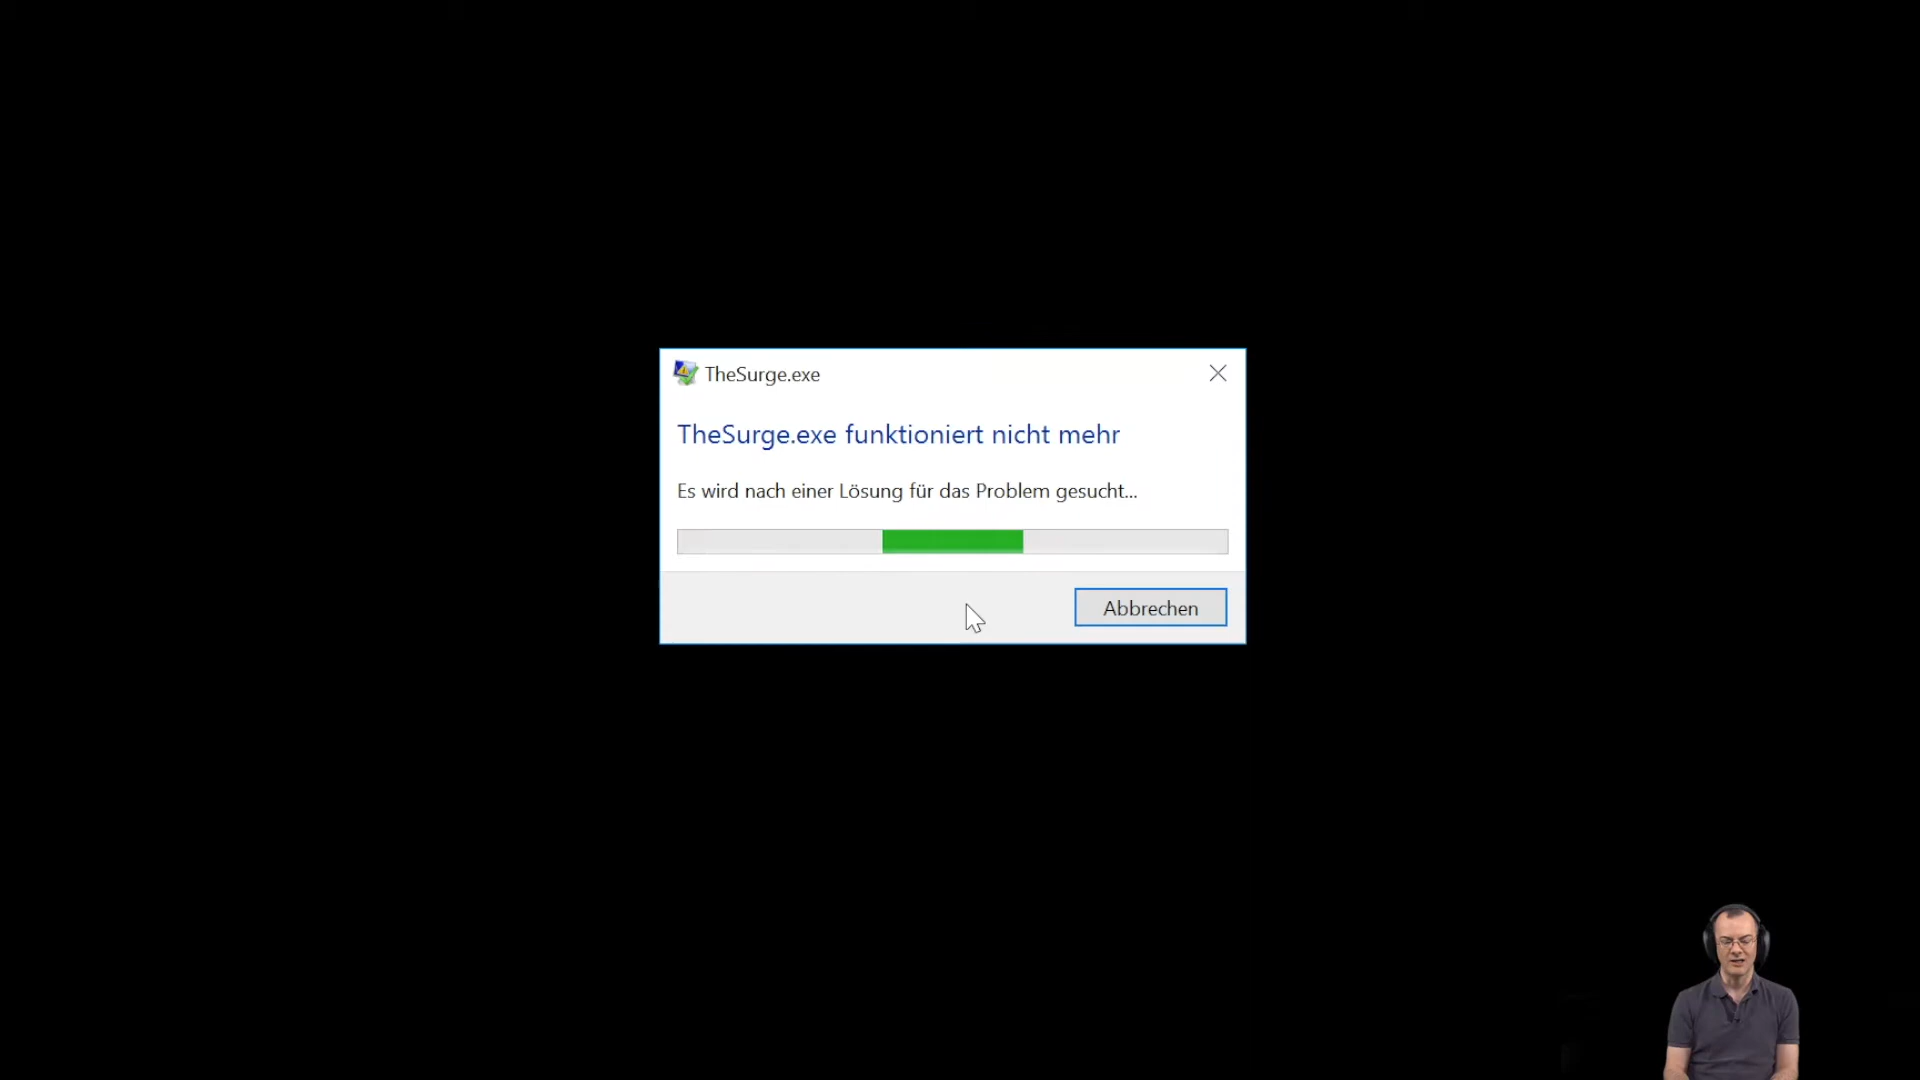 TheSurge.exe
TheSurge.exe funktioniert nicht mehr
Es wird nach einer Lösung für das Problem gesucht...
Abbrechen